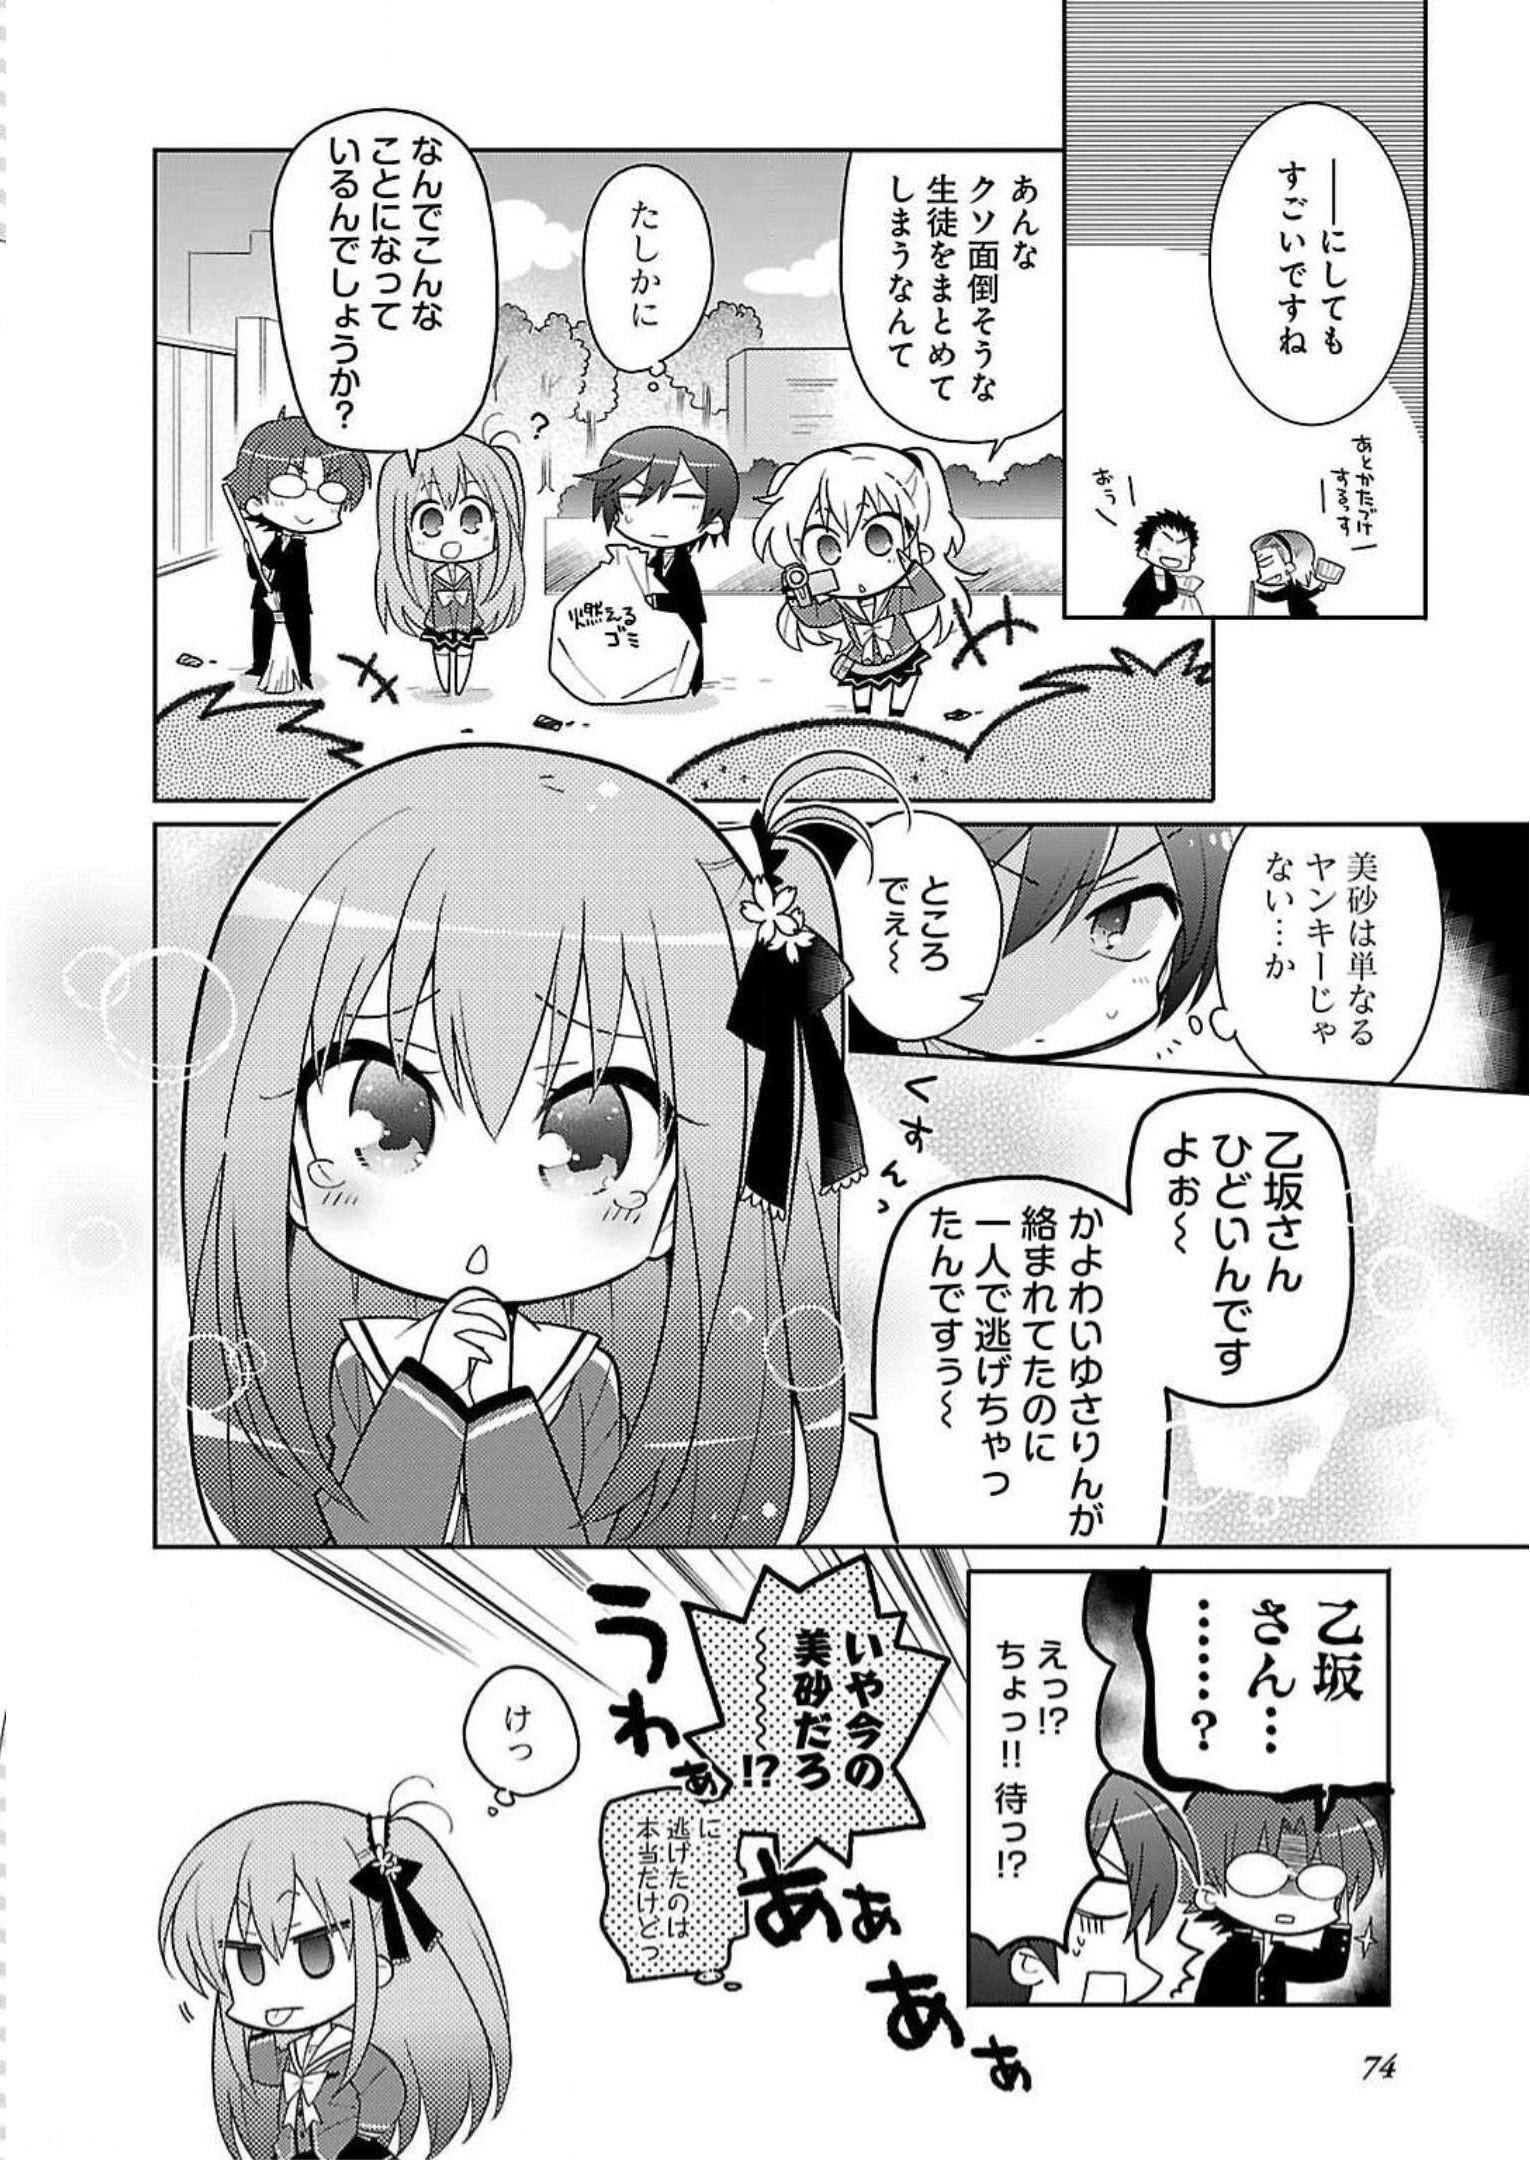 ──にしても
すごいですね
あとかたづけ
するっすー
おうー
あんな
クソ面倒そうな
生徒をまとめて
しまうなんて
たしかに
なんでこんな
ことになって
いるんでしょうか?
?
燃える
ゴミ
美砂は単なる
ヤンキーじゃ
ない…か
ところ
でぇ〜
乙坂さん
ひどいんです
よぉ〜
かよわいゆさりんが
絡まれてたのに
一人で逃げちゃっ
たんですぅ〜
くすんっ
乙坂
さん…
………?
えっ!?
ちょっ!!待っ!?
いや今の
美砂だろ
〜〜〜!?
に
逃げたのは
本当だけどっ
うわぁ
あぁぁぁ
けっ
74